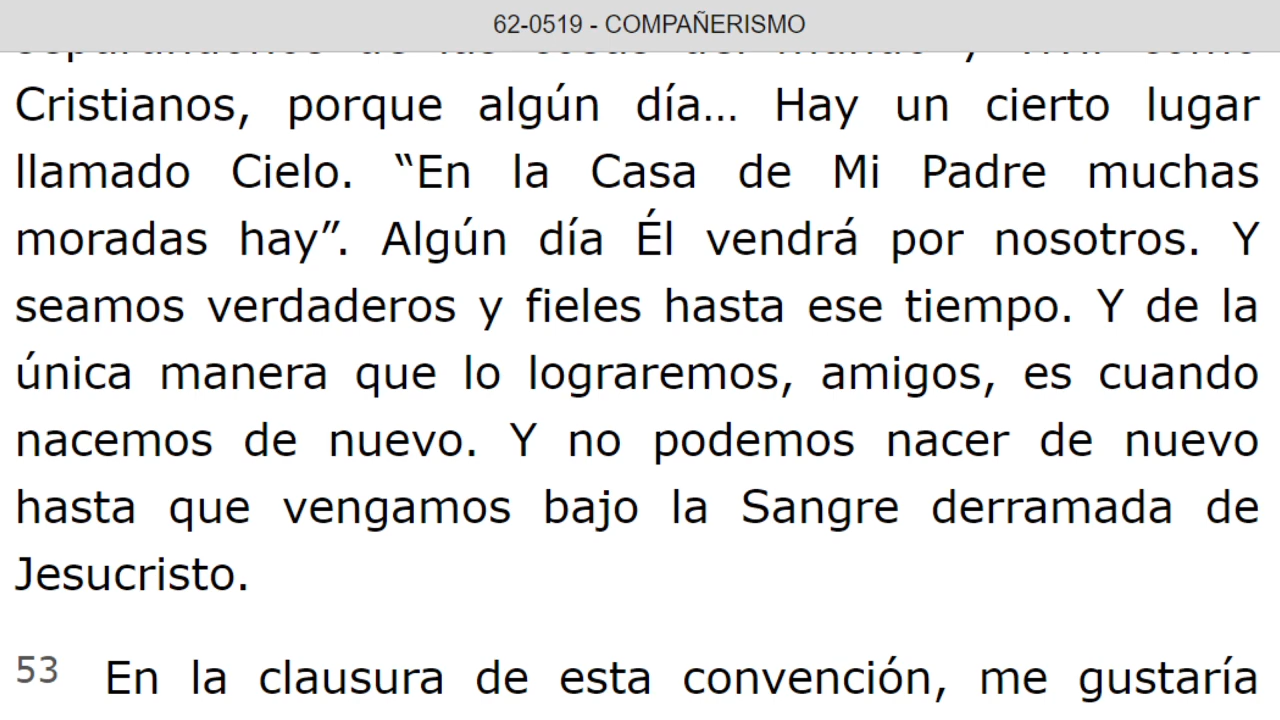 62-0519 - COMPAÑERISMO
Cristianos, porque algún día… Hay un cierto lugar
llamado Cielo. “En la Casa de Mi Padre muchas
moradas hay”. Algún día Él vendrá por nosotros. Y
seamos verdaderos y fieles hasta ese tiempo. Y de la
única manera que lo lograremos, amigos, es cuando
nacemos de nuevo. Y no podemos nacer de nuevo
hasta que vengamos bajo la Sangre derramada de
Jesucristo.
53 En la clausura de esta convención, me gustaría